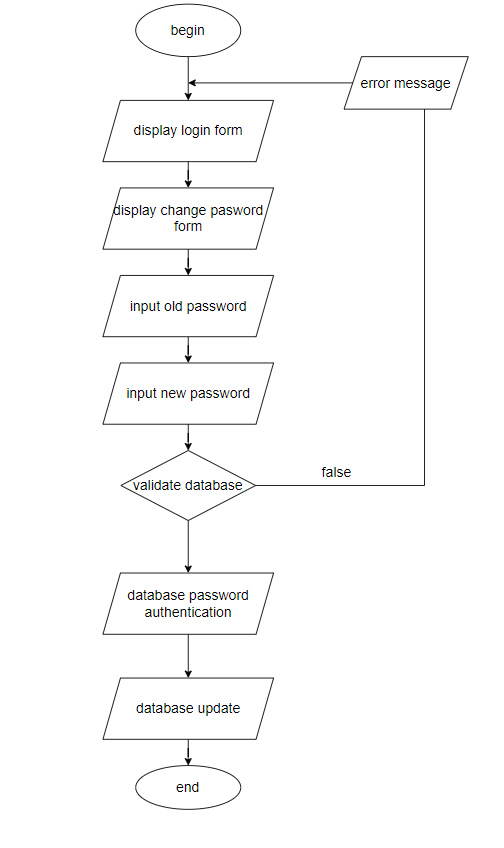 begin
error message
display login form
display change pasword
form
input old password
input new password
validate database
false
database password
authentication
database update
end